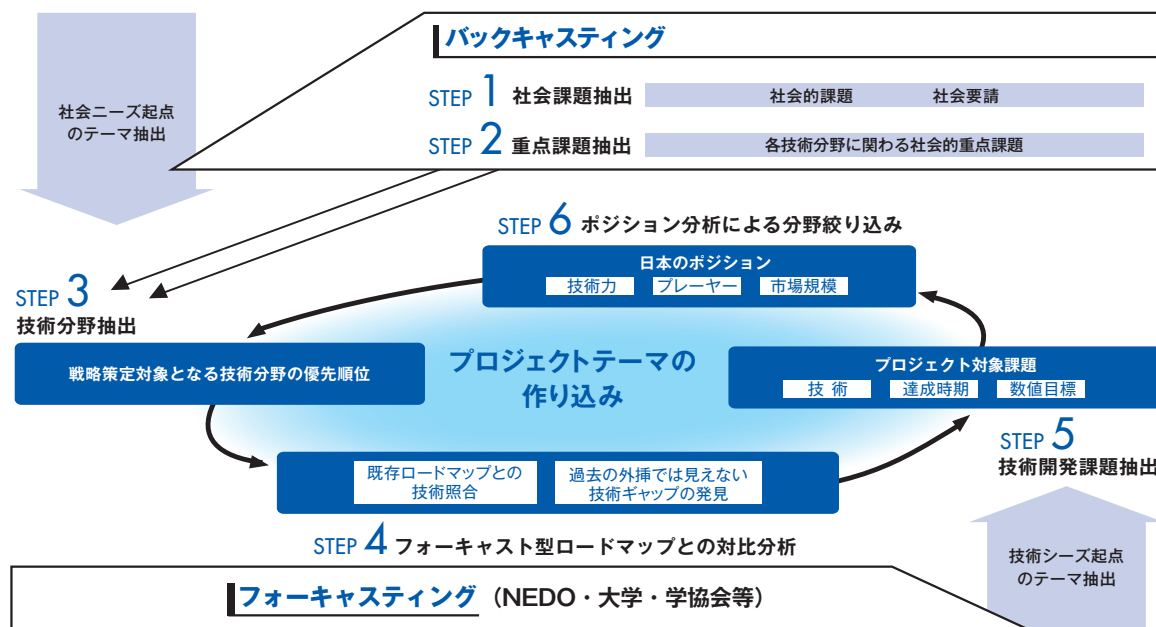 バックキャスティング
社会ニーズ起点
のテーマ抽出
STEP 1 社会課題抽出 社会的課題 社会要請
STEP 2 重点課題抽出 各技術分野に関わる社会的重点課題
STEP 6 ポジション分析による分野絞り込み
日本のポジション
技術力 プレーヤー 市場規模
STEP 3
技術分野抽出
戦略策定対象となる技術分野の優先順位
プロジェクトテーマの
作り込み
プロジェクト対象課題
技 術 達成時期 数値目標
STEP 5
技術開発課題抽出
既存ロードマップとの
技術照合
過去の外挿では見えない
技術ギャップの発見
STEP 4 フォーキャスト型ロードマップとの対比分析
技術シーズ起点
のテーマ抽出
フォーキャスティング（NEDO・大学・学協会等）